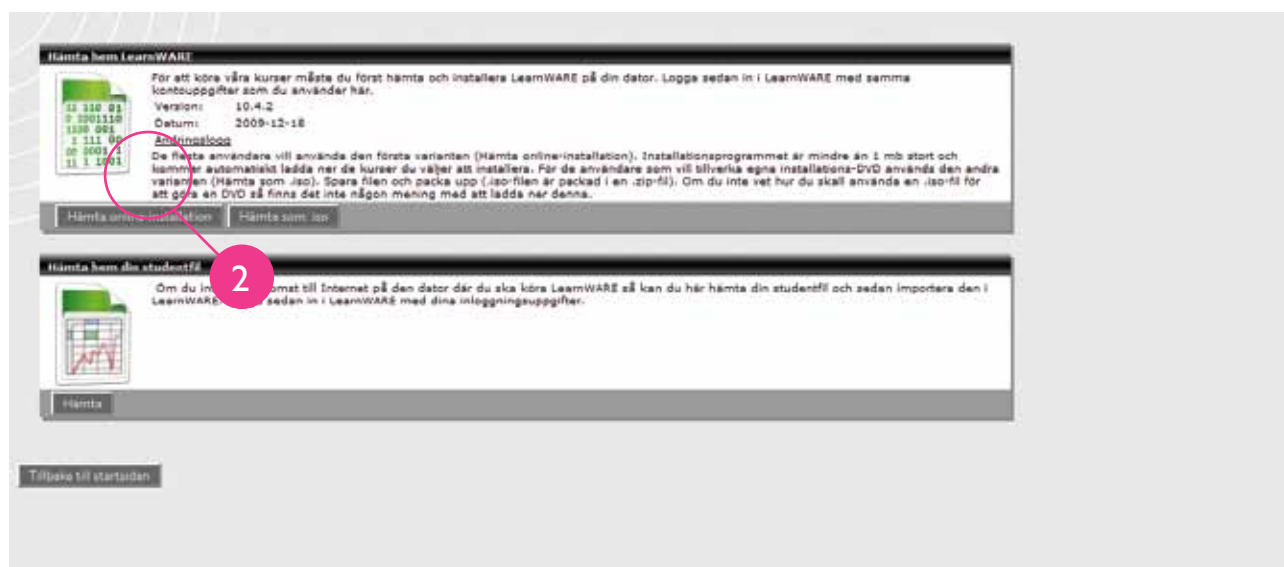 Hämta hem LearnWARE
För att köra våra kurser måste du först hämta och installera LearnWARE på din dator. Logga sedan in i LearnWARE med samma
kontouppgifter som du använder här.
Version: 10.4.2
Datum: 2009-12-18
Ändringslogg
De flesta användare vill använda den första varianten (Hämta online-installation). Installationsprogrammet är mindre än 1 mb stort och
kommer automatiskt ladda ner de kurser du väljer att installera. För de användare som vill tillverka egna installations-DVD används den andra
varianten (Hämta som .iso). Spara filen och packa upp (.iso-filen är packad i en .zip-fil). Om du inte vet hur du skall använda en .iso-fil för
att göra en DVD så finns det inte någon mening med att ladda ner denna.
Hämta online-installation Hämta som .iso
2
Hämta hem din studentfil
Om du till Internet på den dator där du ska köra LearnWARE så kan du här hämta din studentfil och sedan importera den i
LearnWARE sedan in i LearnWARE med dina inloggningsuppgifter.
Hämta
Tillbaka till startsidan